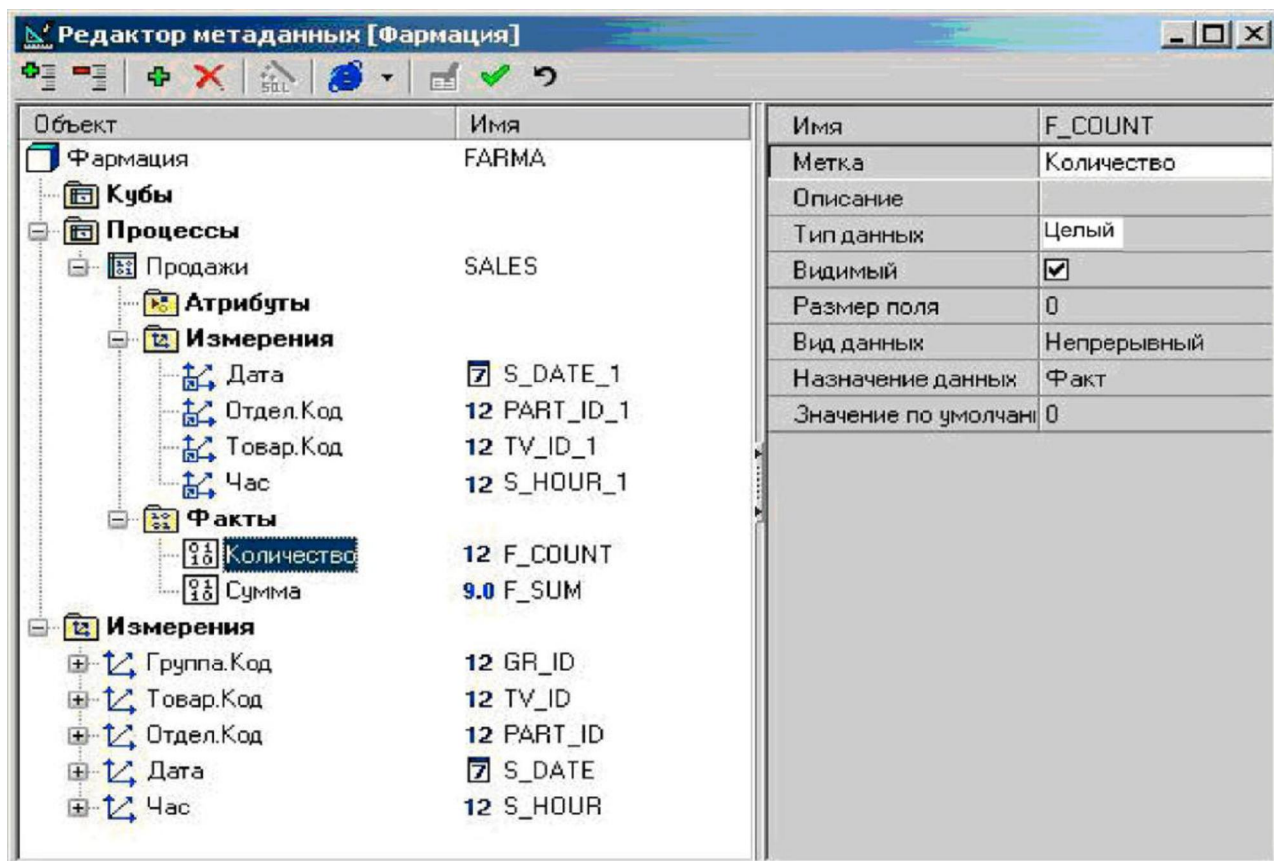 Редактор метаданных [Фармация]
SQL
Объект Имя
Фармация FARMA
Кубы
Процессы
Продажи SALES
Атрибуты
Измерения
Дата 7 S_DATE_1
Отдел.Код 12 PART_ID_1
Товар.Код 12 TV_ID_1
Час 12 S_HOUR_1
Факты
Количество 12 F_COUNT
Сумма 9.0 F_SUM
Измерения
Группа.Код 12 GR_ID
Товар.Код 12 TV_ID
Отдел.Код 12 PART_ID
Дата 7 S_DATE
Час 12 S_HOUR
Имя F_COUNT
Метка Количество
Описание
Тип данных Целый
Видимый
Размер поля 0
Вид данных Непрерывный
Назначение данных Факт
Значение по умолчани 0